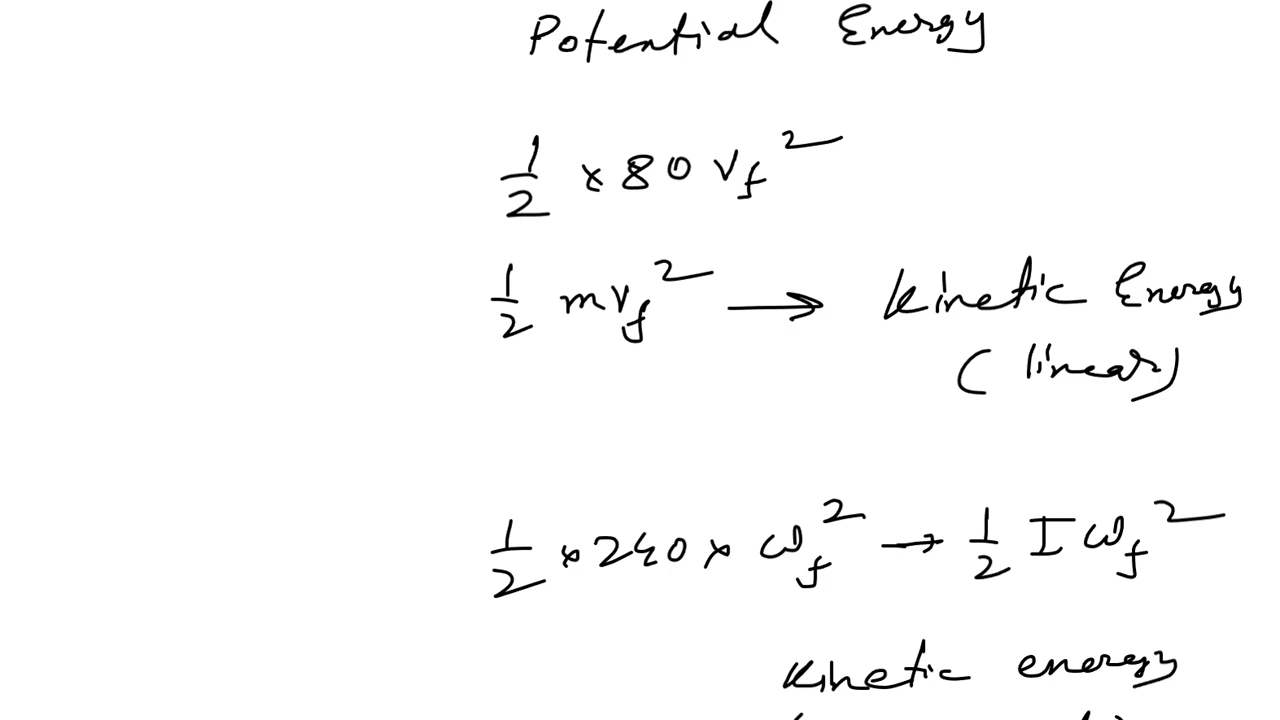 Potential Energy
1/2 × 80 v_f^2
1/2 m v_f^2 → Kinetic Energy
(linear)
1/2 × 240 × ω_f^2 → 1/2 I ω_f^2
Kinetic energy